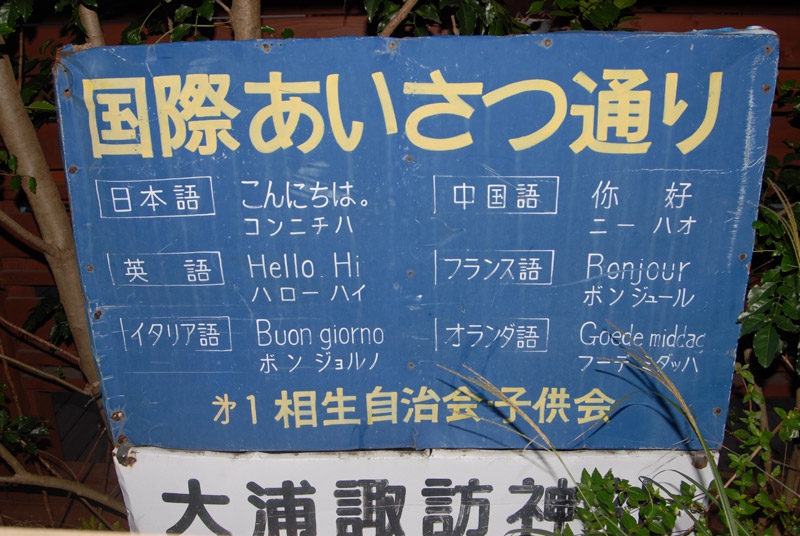 国際あいさつ通り
日本語 こんにちは。 中国語 你 好
コンニチハ ニー ハオ
英 語 Hello. Hi フランス語 Bonjour
ハロー ハイ ボンジュール
イタリア語 Buon giorno オランダ語 Goede middag
ボン ジョルノ フーデ ミダッハ
才1 相生自治会 子供会
大浦諏訪神